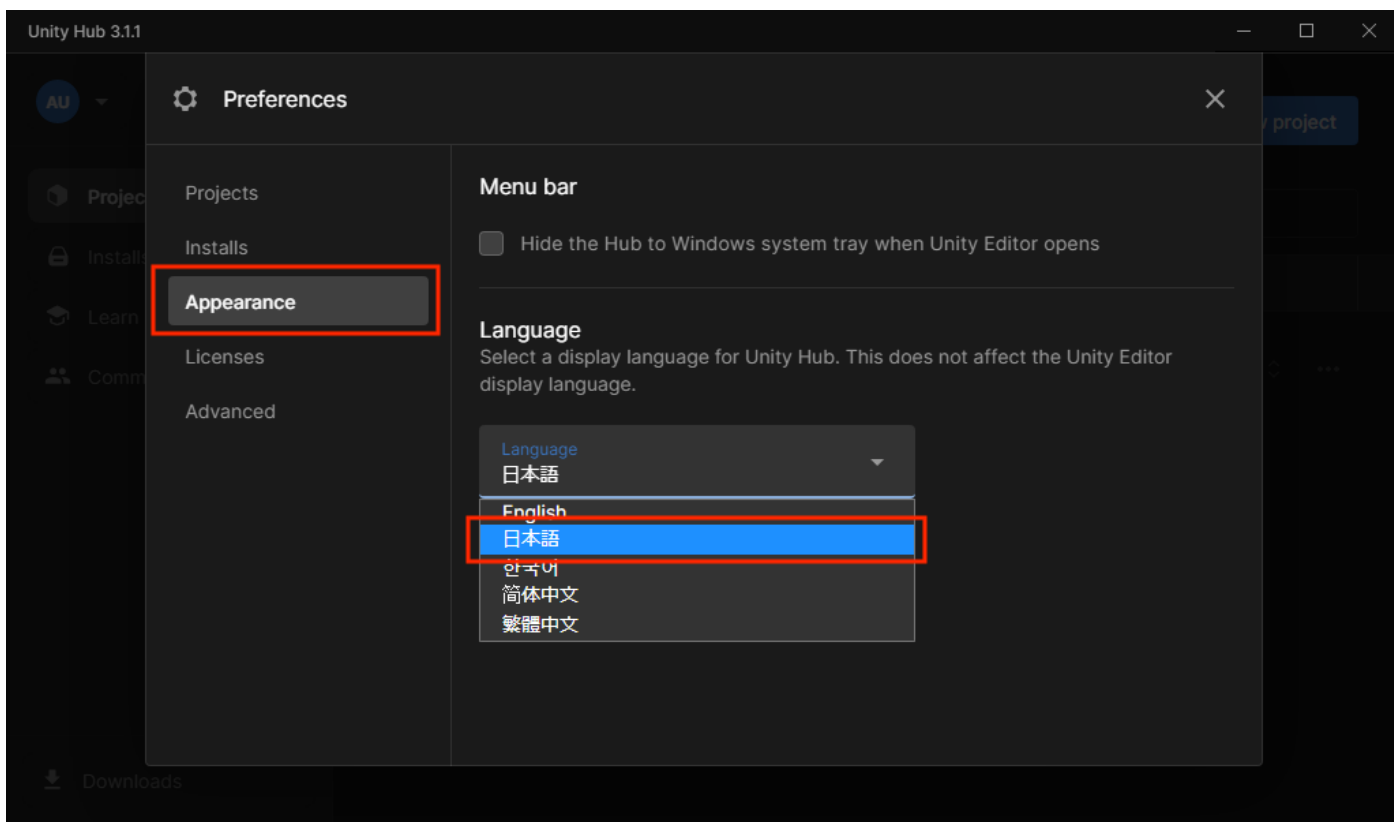 Unity Hub 3.1.1
AU
Preferences
project
Projec
Installs
Learn
Comm
Downloads
Projects
Installs
Appearance
Licenses
Advanced
Menu bar
Hide the Hub to Windows system tray when Unity Editor opens
Language
Select a display language for Unity Hub. This does not affect the Unity Editor
display language.
Language
日本語
English
日本語
한국어
简体中文
繁體中文